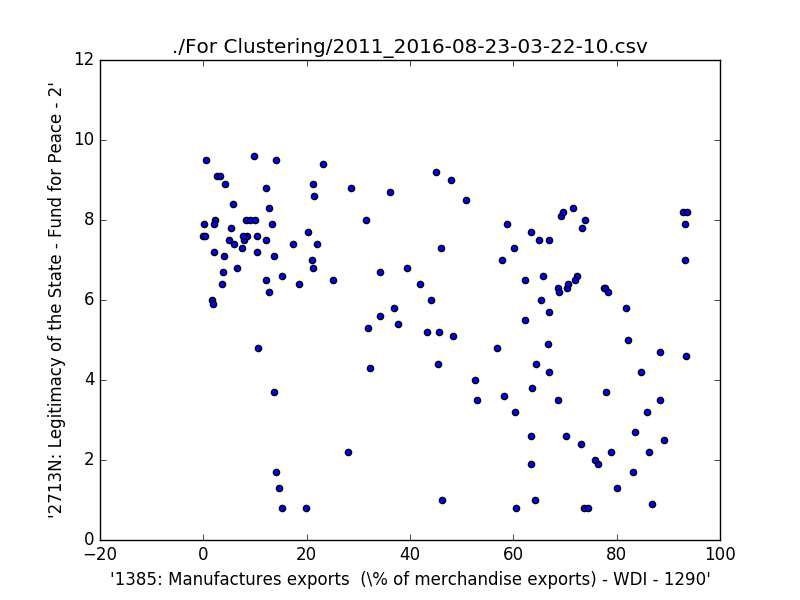 ./For Clustering/2011_2016-08-23-03-22-10.csv
'2713N: Legitimacy of the State - Fund for Peace - 2'
12
10
8
6
4
2
0
−20 0 20 40 60 80 100
'1385: Manufactures exports (\% of merchandise exports) - WDI - 1290'